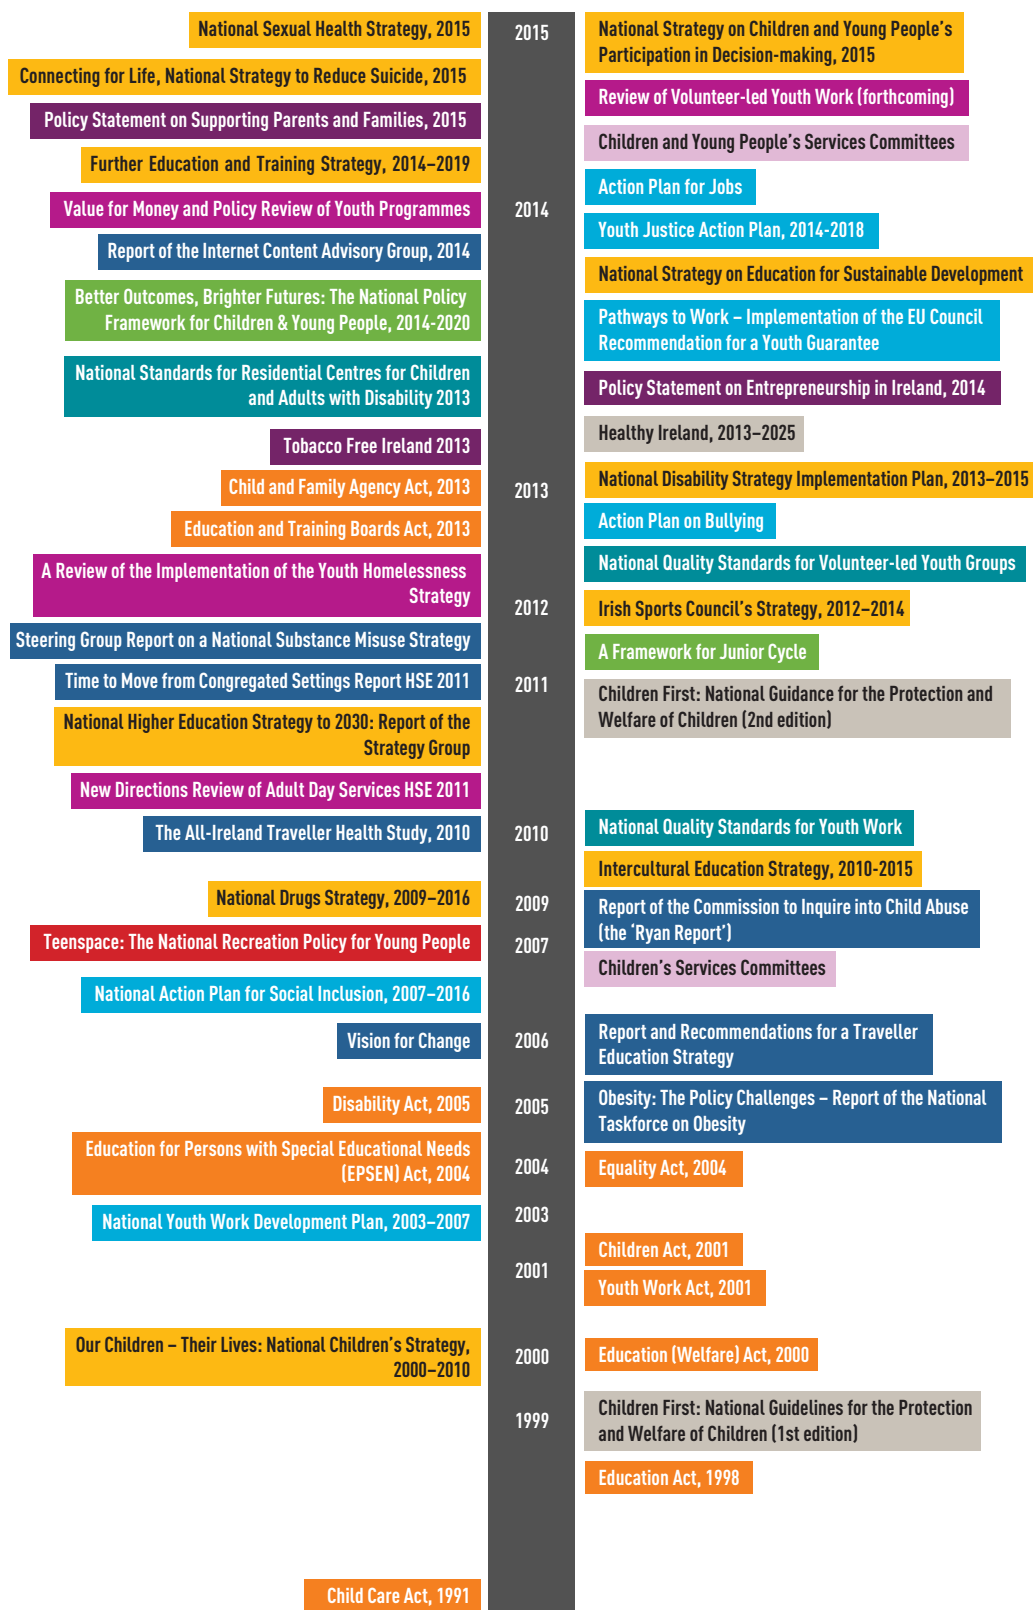 National Sexual Health Strategy, 2015
Connecting for Life, National Strategy to Reduce Suicide, 2015
Policy Statement on Supporting Parents and Families, 2015
Further Education and Training Strategy, 2014–2019
Value for Money and Policy Review of Youth Programmes
Report of the Internet Content Advisory Group, 2014
Better Outcomes, Brighter Futures: The National Policy
Framework for Children & Young People, 2014-2020
National Standards for Residential Centres for Children
and Adults with Disability 2013
Tobacco Free Ireland 2013
Child and Family Agency Act, 2013
Education and Training Boards Act, 2013
A Review of the Implementation of the Youth Homelessness
Strategy
Steering Group Report on a National Substance Misuse Strategy
Time to Move from Congregated Settings Report HSE 2011
National Higher Education Strategy to 2030: Report of the
Strategy Group
New Directions Review of Adult Day Services HSE 2011
The All-Ireland Traveller Health Study, 2010
National Drugs Strategy, 2009–2016
Teenspace: The National Recreation Policy for Young People
National Action Plan for Social Inclusion, 2007–2016
Vision for Change
Disability Act, 2005
Education for Persons with Special Educational Needs
(EPSEN) Act, 2004
National Youth Work Development Plan, 2003–2007
Our Children – Their Lives: National Children's Strategy,
2000–2010
Child Care Act, 1991
2015
2014
2013
2012
2011
2010
2009
2007
2006
2005
2004
2003
2001
2000
1999
National Strategy on Children and Young People's
Participation in Decision-making, 2015
Review of Volunteer-led Youth Work (forthcoming)
Children and Young People's Services Committees
Action Plan for Jobs
Youth Justice Action Plan, 2014-2018
National Strategy on Education for Sustainable Development
Pathways to Work – Implementation of the EU Council
Recommendation for a Youth Guarantee
Policy Statement on Entrepreneurship in Ireland, 2014
Healthy Ireland, 2013–2025
National Disability Strategy Implementation Plan, 2013–2015
Action Plan on Bullying
National Quality Standards for Volunteer-led Youth Groups
Irish Sports Council's Strategy, 2012–2014
A Framework for Junior Cycle
Children First: National Guidance for the Protection and
Welfare of Children (2nd edition)
National Quality Standards for Youth Work
Intercultural Education Strategy, 2010-2015
Report of the Commission to Inquire into Child Abuse
(the 'Ryan Report')
Children's Services Committees
Report and Recommendations for a Traveller
Education Strategy
Obesity: The Policy Challenges – Report of the National
Taskforce on Obesity
Equality Act, 2004
Children Act, 2001
Youth Work Act, 2001
Education (Welfare) Act, 2000
Children First: National Guidelines for the Protection
and Welfare of Children (1st edition)
Education Act, 1998